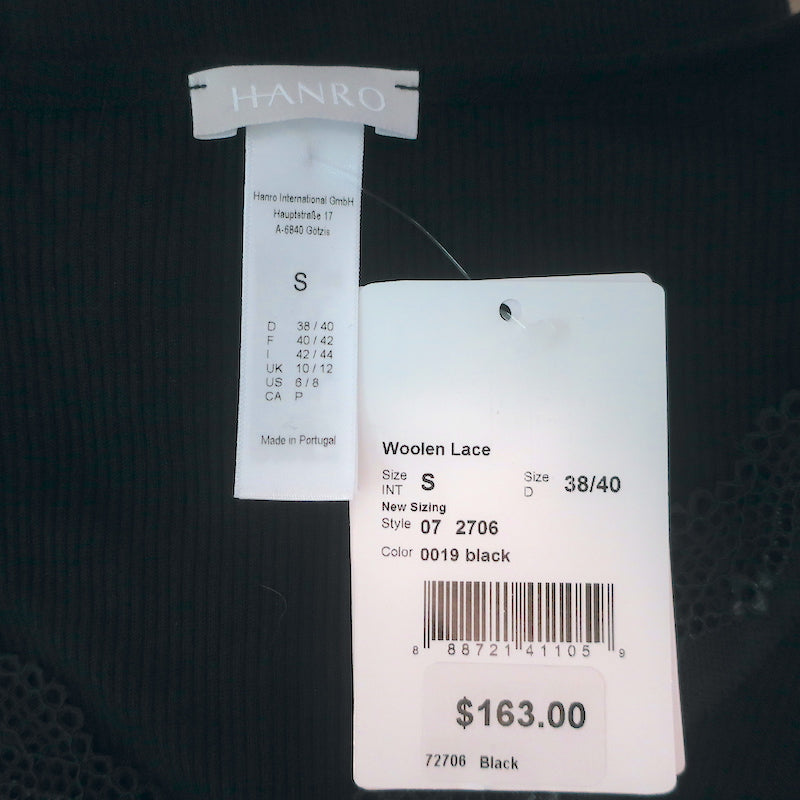 HANRO
Hanro International GmbH
Hauptstraße 17
A-6840 Götzis
S
D 38 / 40
F 40 / 42
I 42 / 44
UK 10 / 12
US 6 / 8
CA P
Made in Portugal
Woolen Lace
Size INT S Size D 38/40
New Sizing
Style 07 2706
Color 0019 black
8 88721 41105 9
$163.00
72706 Black